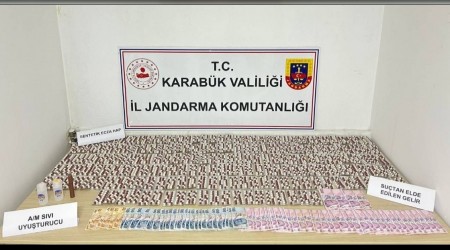 T.C.
KARABÜK VALİLİĞİ
İL JANDARMA KOMUTANLIĞI
SENTETİK ECZA HAP
SUÇTAN ELDE
EDİLEN GELİR
A/M SIVI
UYUŞTURUCU